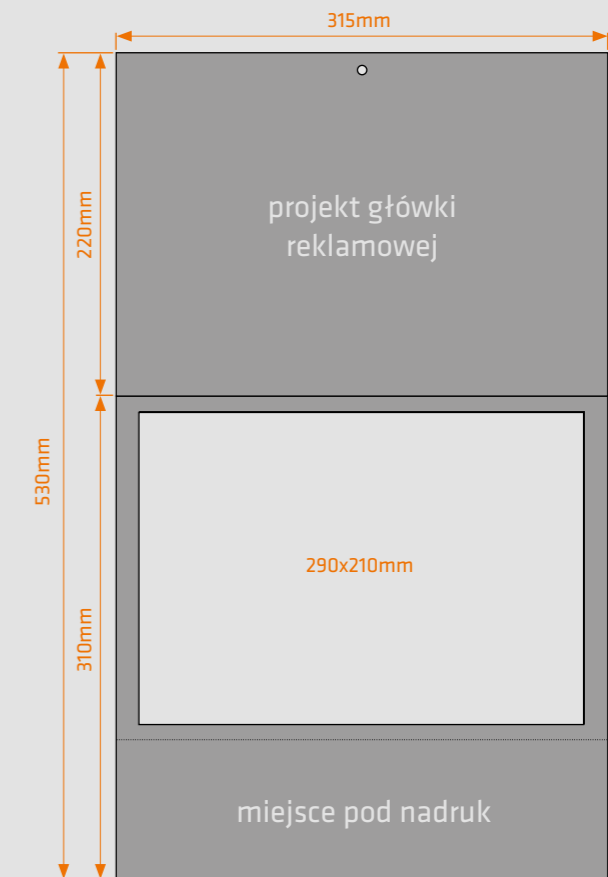 315mm
projekt główki
reklamowej
220mm
530mm
290x210mm
310mm
miejsce pod nadruk